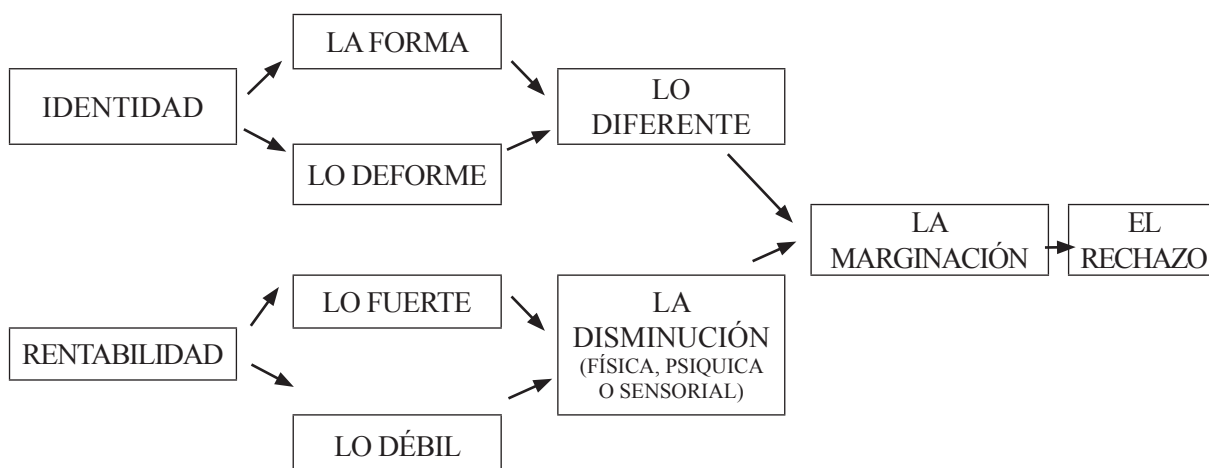 LA FORMA
IDENTIDAD
LO
DIFERENTE
LO DEFORME
LA
MARGINACIÓN
EL
RECHAZO
LO FUERTE
LA
DISMINUCIÓN
(FÍSICA, PSIQUICA
O SENSORIAL)
RENTABILIDAD
LO DÉBIL